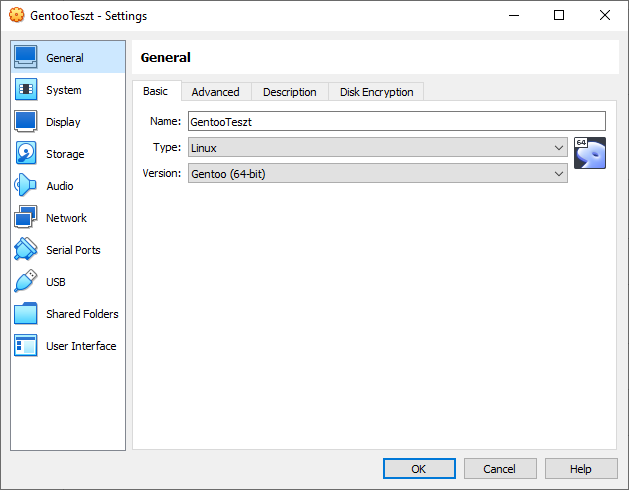 GentooTeszt - Settings
General
System
Display
Storage
Audio
Network
Serial Ports
USB
Shared Folders
User Interface
General
Basic Advanced Description Disk Encryption
Name: GentooTeszt
Type: Linux
64
Version: Gentoo (64-bit)
OK Cancel Help